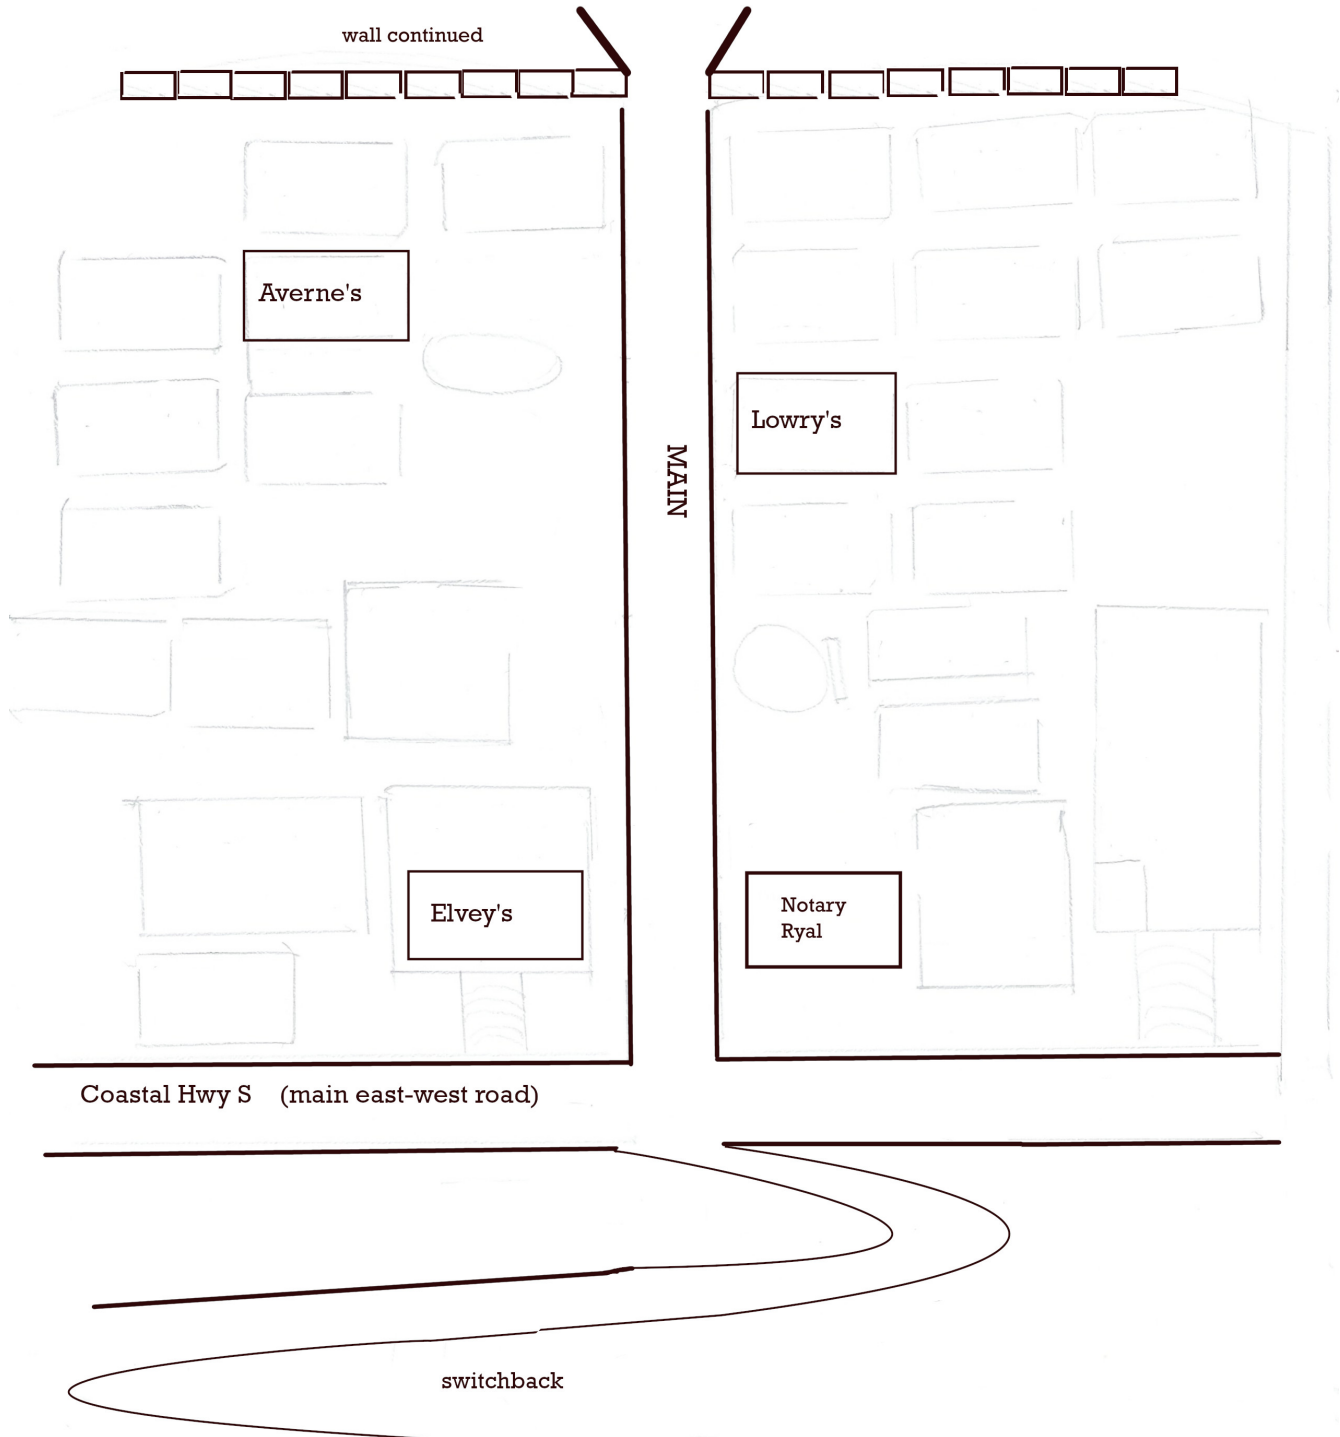 wall continued
Averne's
Lowry's
MAIN
Elvey's
Notary
Ryal
Coastal Hwy S (main east-west road)
switchback